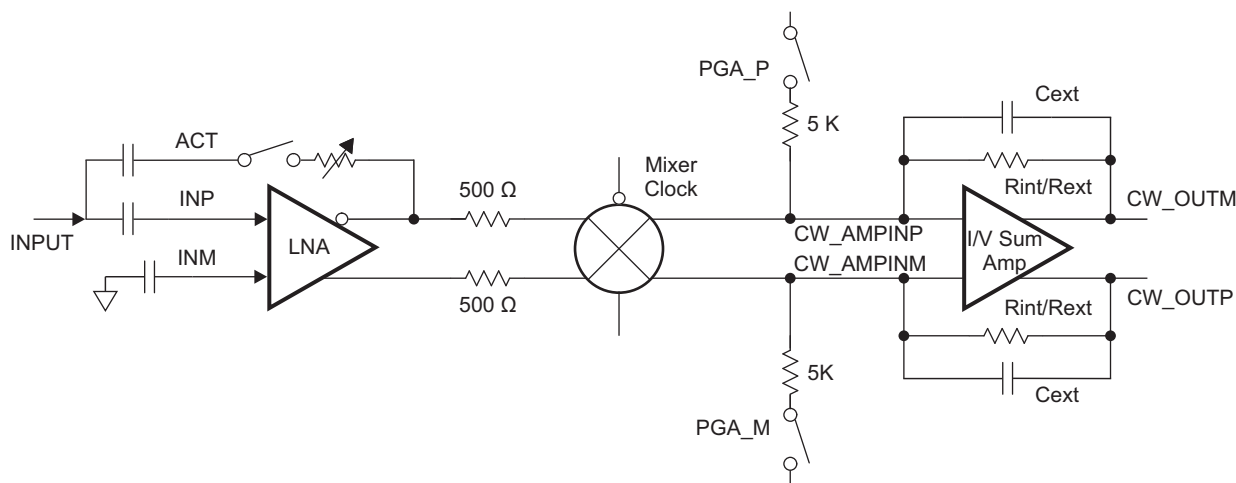 PGA_P
5 K
Cext
ACT
Mixer
Clock
Rint/Rext
500 Ω
INP
CW_OUTM
INPUT
LNA
CW_AMPINP
I/V Sum
Amp
INM
CW_AMPINM
CW_OUTP
500 Ω
Rint/Rext
5K
Cext
PGA_M